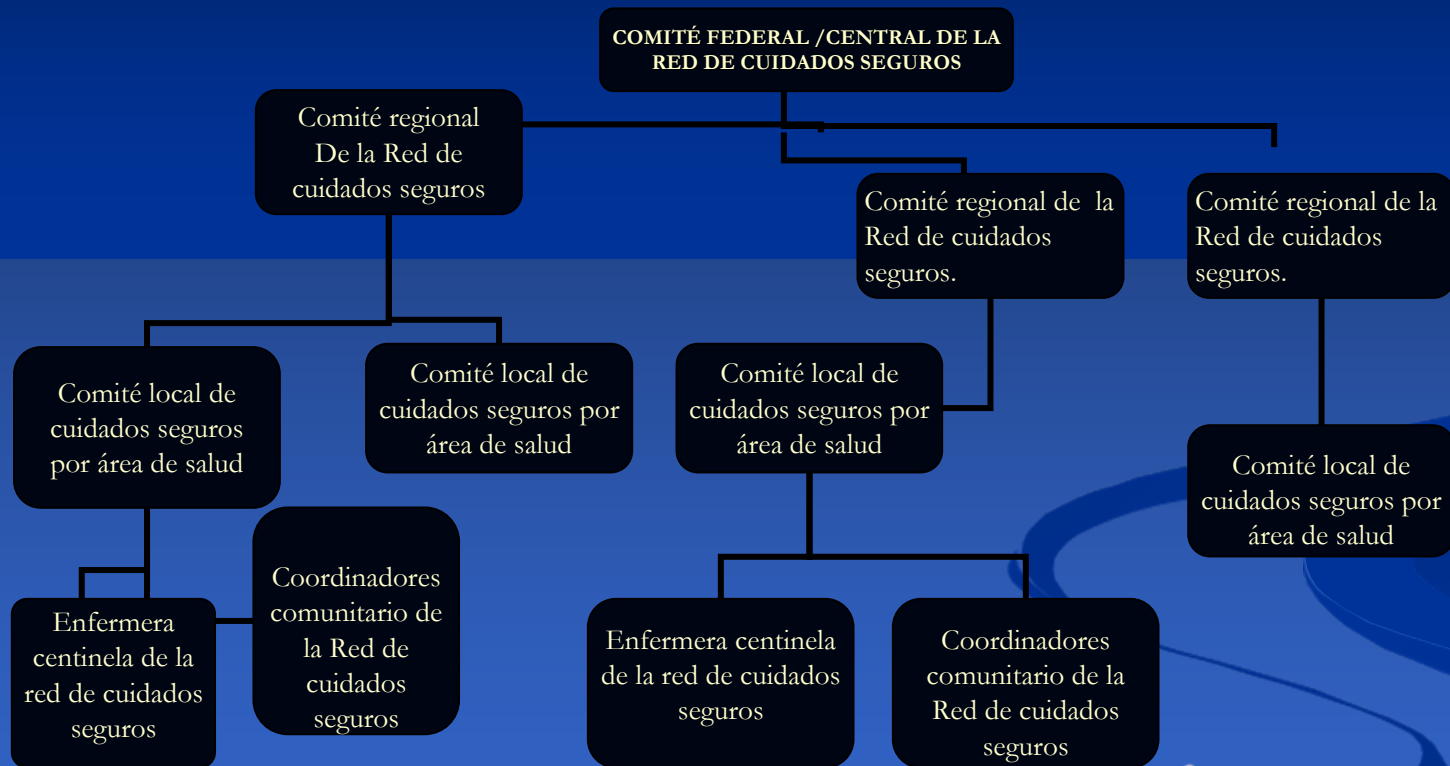 COMITÉ FEDERAL /CENTRAL DE LA
RED DE CUIDADOS SEGUROS
Comité regional
De la Red de
cuidados seguros
Comité regional de la
Red de cuidados
seguros.
Comité regional de la
Red de cuidados
seguros.
Comité local de
cuidados seguros
por área de salud
Comité local de
cuidados seguros por
área de salud
Comité local de
cuidados seguros por
área de salud
Comité local de
cuidados seguros por
área de salud
Enfermera
centinela de la
red de cuidados
seguros
Coordinadores
comunitario de
la Red de
cuidados
seguros
Enfermera centinela
de la red de cuidados
seguros
Coordinadores
comunitario de la
Red de cuidados
seguros